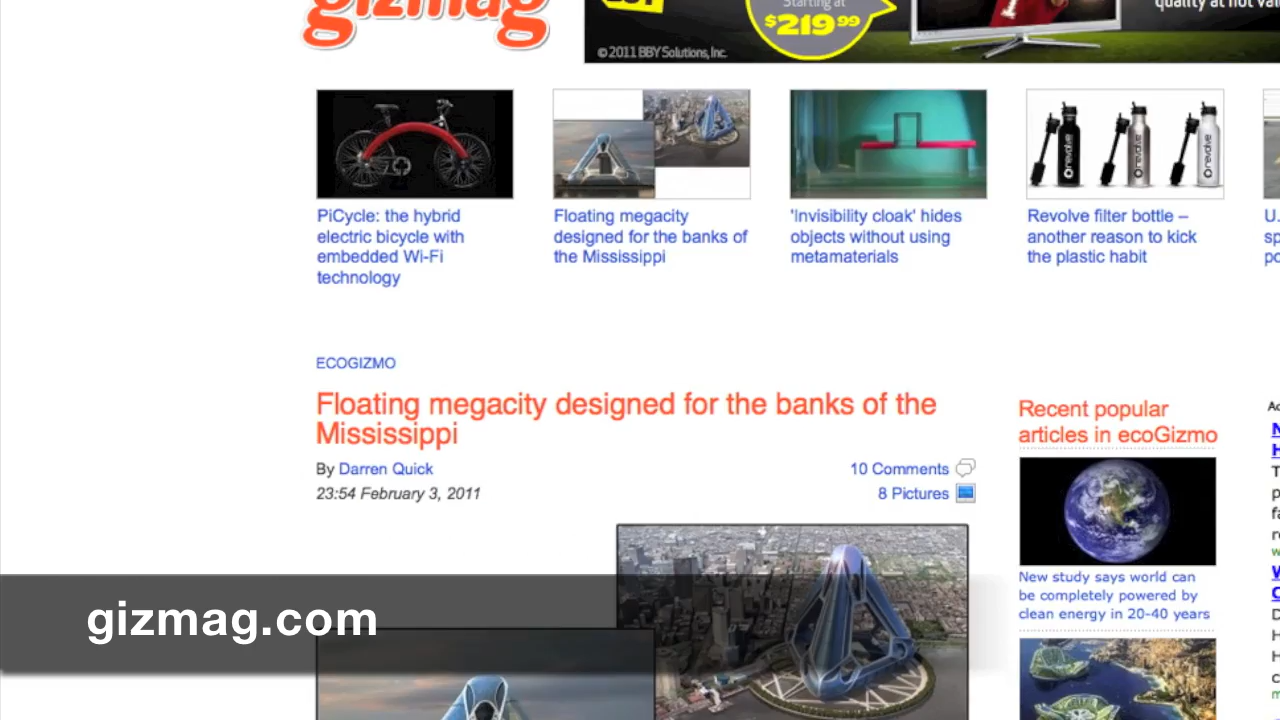 gizmag
Starting at
$219.99
© 2011 BBY Solutions, Inc.
PiCycle: the hybrid
electric bicycle with
embedded Wi-Fi
technology
Floating megacity
designed for the banks of
the Mississippi
'Invisibility cloak' hides
objects without using
metamaterials
revolve
revolve
revolve
Revolve filter bottle –
another reason to kick
the plastic habit
U.
ECOGIZMO
Floating megacity designed for the banks of the
Mississippi
By Darren Quick
23:54 February 3, 2011
10 Comments
8 Pictures
Recent popular
articles in ecoGizmo
New study says world can
be completely powered by
clean energy in 20-40 years
gizmag.com